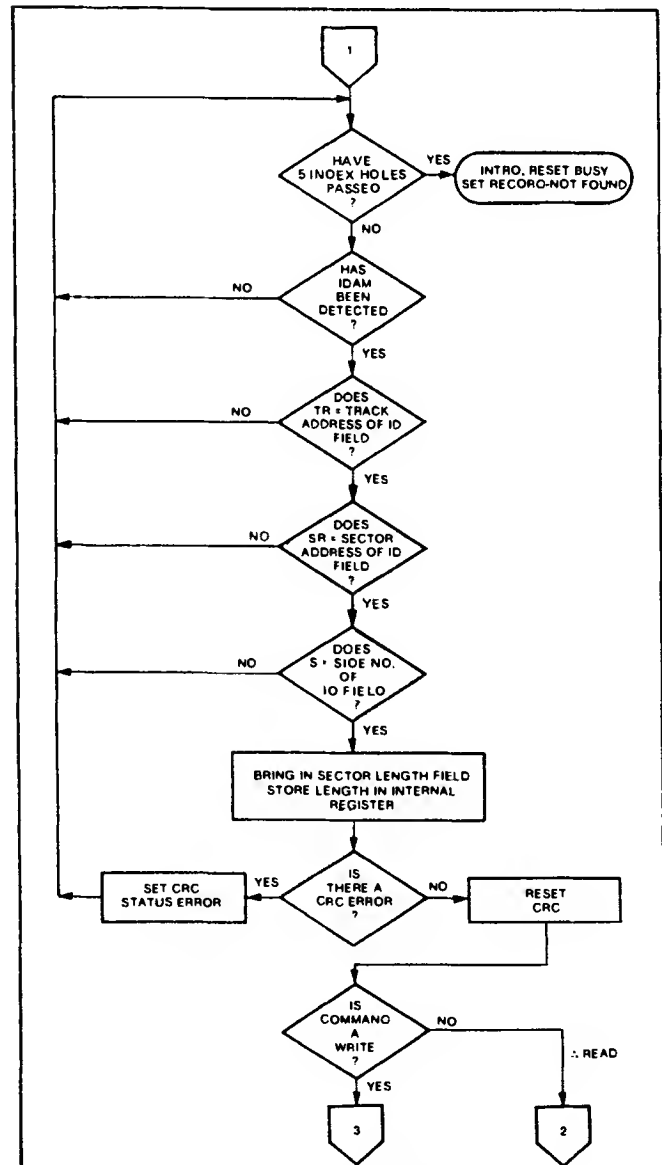 1
HAVE
5 INDEX HOLES
PASSED
?
YES
INTRQ, RESET BUSY
SET RECORD-NOT FOUND
NO
HAS
IDAM
BEEN
DETECTED
?
NO
YES
DOES
TR = TRACK
ADDRESS OF ID
FIELD
?
NO
YES
DOES
SR = SECTOR
ADDRESS OF ID
FIELD
?
NO
YES
DOES
S = SIDE NO.
OF
ID FIELD
?
NO
YES
BRING IN SECTOR LENGTH FIELD
STORE LENGTH IN INTERNAL
REGISTER
SET CRC
STATUS ERROR
YES
IS
THERE A
CRC ERROR
?
NO
RESET
CRC
IS
COMMAND
A
WRITE
?
NO
∴ READ
YES
3
2